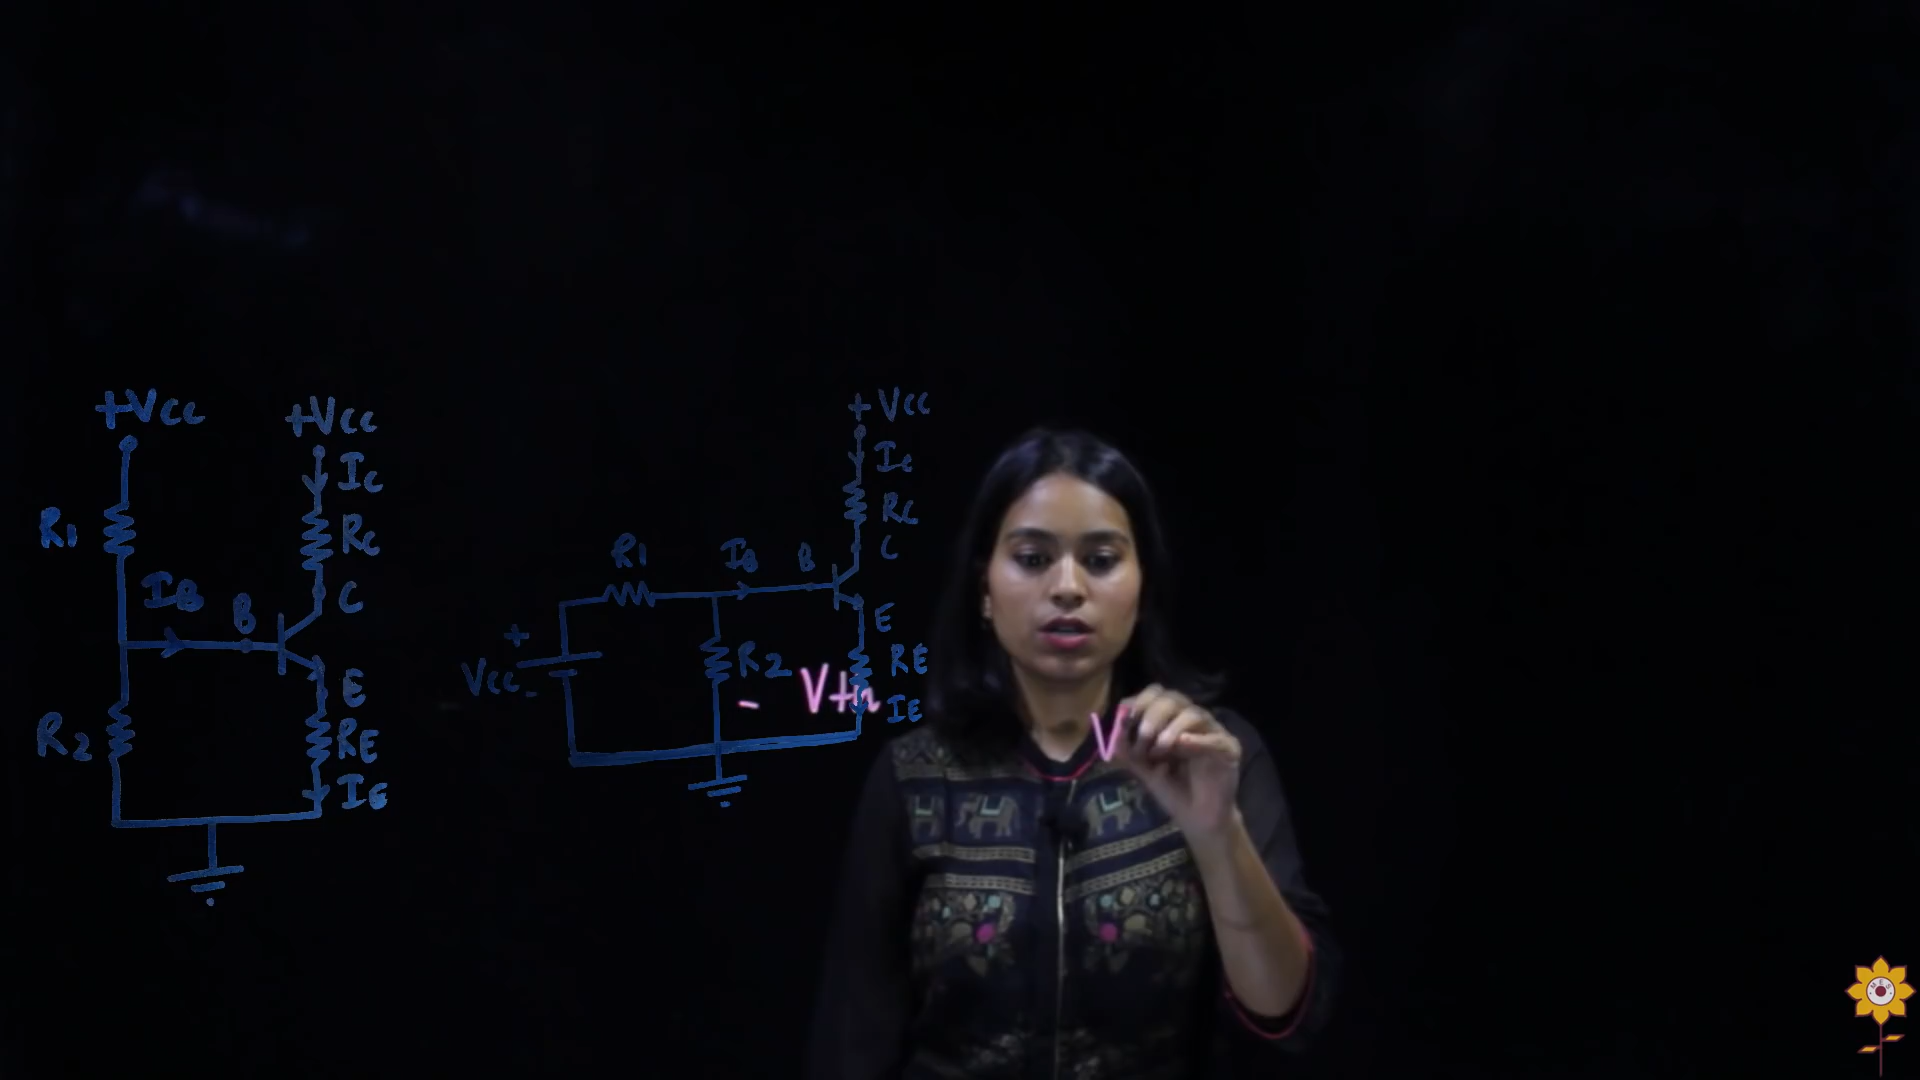 +VCC
+VCC
IC
R1
RC
IB
B
C
E
R2
RE
IE
+VCC
IC
RC
C
R1
IB
B
E
+
VCC
-
R2
RE
- Vth
IE
V